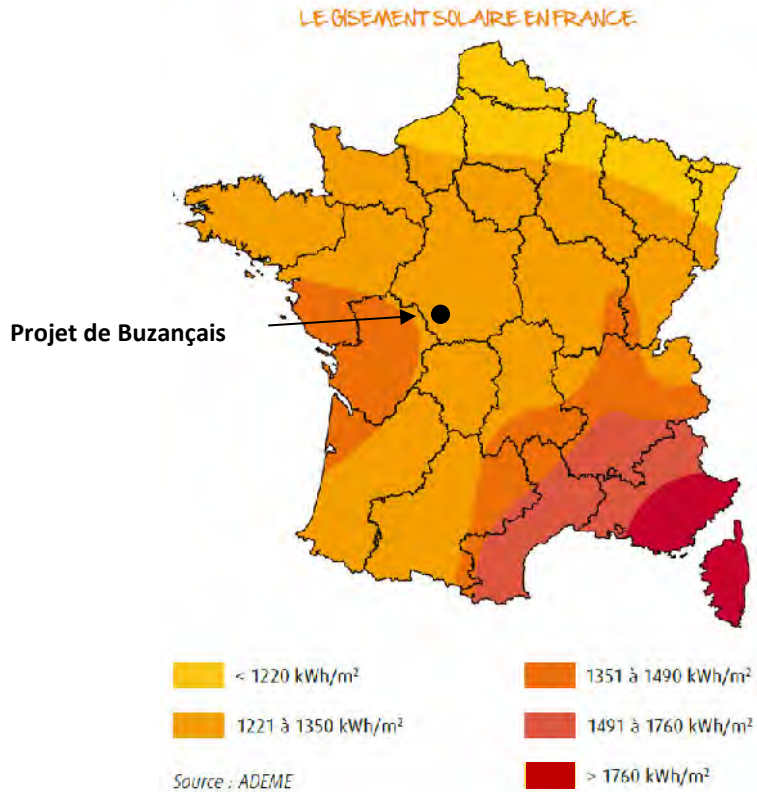 LE GISEMENT SOLAIRE EN FRANCE
Projet de Buzançais
< 1220 kWh/m²
1221 à 1350 kWh/m²
1351 à 1490 kWh/m²
1491 à 1760 kWh/m²
> 1760 kWh/m²
Source : ADEME